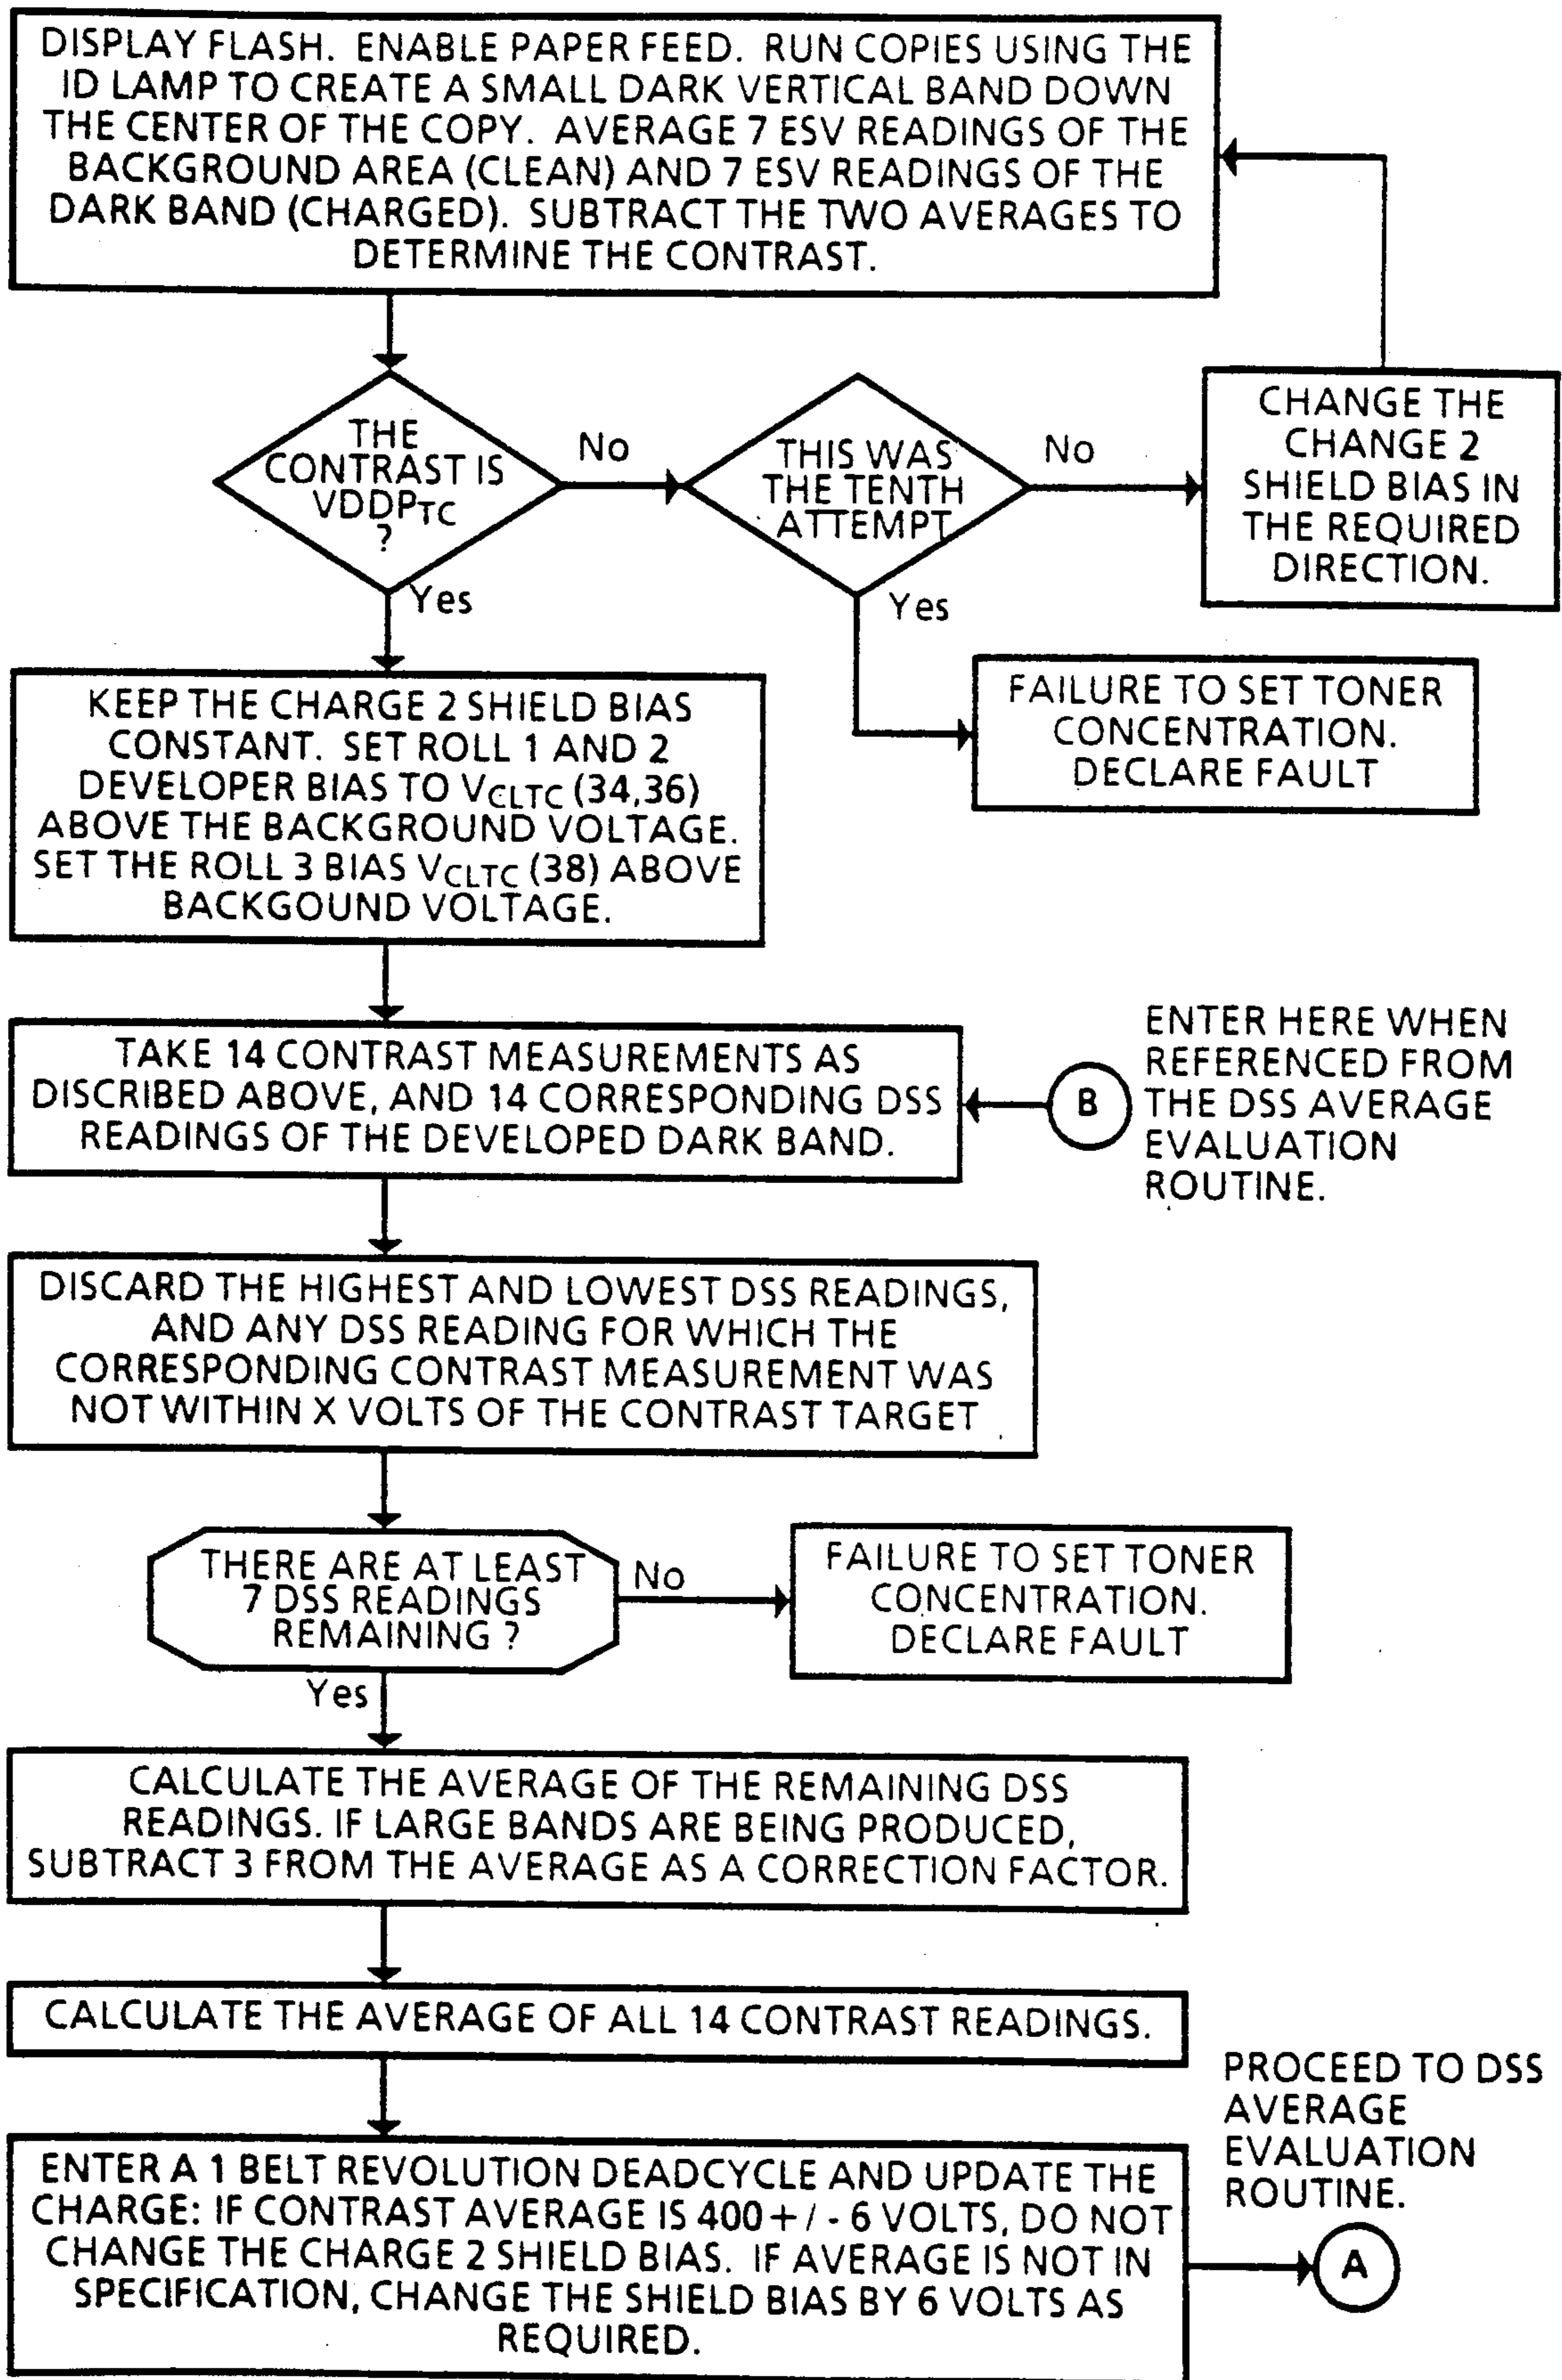 DISPLAY FLASH. ENABLE PAPER FEED. RUN COPIES USING THE
ID LAMP TO CREATE A SMALL DARK VERTICAL BAND DOWN
THE CENTER OF THE COPY. AVERAGE 7 ESV READINGS OF THE
BACKGROUND AREA (CLEAN) AND 7 ESV READINGS OF THE
DARK BAND (CHARGED). SUBTRACT THE TWO AVERAGES TO
DETERMINE THE CONTRAST.
THE
CONTRAST IS
VDDPTC
?
No
THIS WAS
THE TENTH
ATTEMPT
No
CHANGE THE
CHANGE 2
SHIELD BIAS IN
THE REQUIRED
DIRECTION.
Yes
Yes
FAILURE TO SET TONER
CONCENTRATION.
DECLARE FAULT
KEEP THE CHARGE 2 SHIELD BIAS
CONSTANT. SET ROLL 1 AND 2
DEVELOPER BIAS TO VCLTC (34,36)
ABOVE THE BACKGROUND VOLTAGE.
SET THE ROLL 3 BIAS VCLTC (38) ABOVE
BACKGOUND VOLTAGE.
TAKE 14 CONTRAST MEASUREMENTS AS
DISCRIBED ABOVE, AND 14 CORRESPONDING DSS
READINGS OF THE DEVELOPED DARK BAND.
B
ENTER HERE WHEN
REFERENCED FROM
THE DSS AVERAGE
EVALUATION
ROUTINE.
DISCARD THE HIGHEST AND LOWEST DSS READINGS,
AND ANY DSS READING FOR WHICH THE
CORRESPONDING CONTRAST MEASUREMENT WAS
NOT WITHIN X VOLTS OF THE CONTRAST TARGET
THERE ARE AT LEAST
7 DSS READINGS
REMAINING ?
No
FAILURE TO SET TONER
CONCENTRATION.
DECLARE FAULT
Yes
CALCULATE THE AVERAGE OF THE REMAINING DSS
READINGS. IF LARGE BANDS ARE BEING PRODUCED,
SUBTRACT 3 FROM THE AVERAGE AS A CORRECTION FACTOR.
CALCULATE THE AVERAGE OF ALL 14 CONTRAST READINGS.
PROCEED TO DSS
AVERAGE
EVALUATION
ROUTINE.
ENTER A 1 BELT REVOLUTION DEADCYCLE AND UPDATE THE
CHARGE: IF CONTRAST AVERAGE IS 400 + / - 6 VOLTS, DO NOT
CHANGE THE CHARGE 2 SHIELD BIAS. IF AVERAGE IS NOT IN
SPECIFICATION, CHANGE THE SHIELD BIAS BY 6 VOLTS AS
REQUIRED.
A